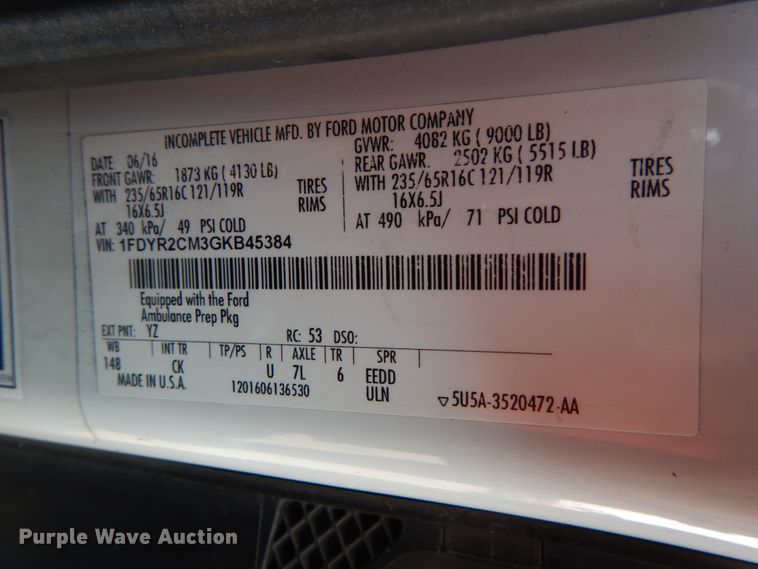 INCOMPLETE VEHICLE MFD. BY FORD MOTOR COMPANY
DATE 06/16 GVWR: 4082 KG ( 9000 LB)
FRONT GAWR: 1873 KG ( 4130 LB) REAR GAWR: 2502 KG ( 5515 LB)
WITH 235/65R16C 121/119R TIRES WITH 235/65R16C 121/119R TIRES
16X6.5J RIMS 16X6.5J RIMS
AT 340 kPa/ 49 PSI COLD AT 490 kPa/ 71 PSI COLD
VIN: 1FDYR2CM3GKB45384
Equipped with the Ford
Ambulance Prep Pkg
EXT PNT: YZ RC: 53 DSO:
WB INT TR TP/PS R AXLE TR SPR
148 CK U 7L 6 EEDD
MADE IN U.S.A. 1201606136530 ULN ▽5U5A-3520472-AA
Purple Wave Auction